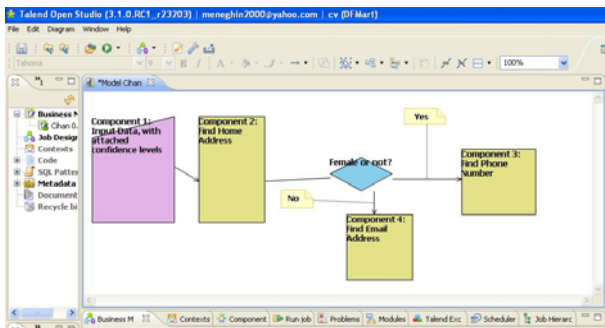 Talend Open Studio (3.1.0.RC1_r23203) | meneghin2000@yahoo.com | cv (DFMart)
File Edit Diagram Window Help
Tahoma 9 B I A 100%
*Model Cihan
Business M
Cihan 0.
Job Design
Contexts
Code
SQL Patter
Metadata
Document
Recycle bi
Component 1:
Input Data, with
attached
confidence levels
Component 2:
Find Home
Address
Female or not?
Yes
No
Component 3:
Find Phone
Number
Component 4:
Find Email
Address
Business M Contexts Component Run job Problems Modules Talend Exc Scheduler Job Hierarc